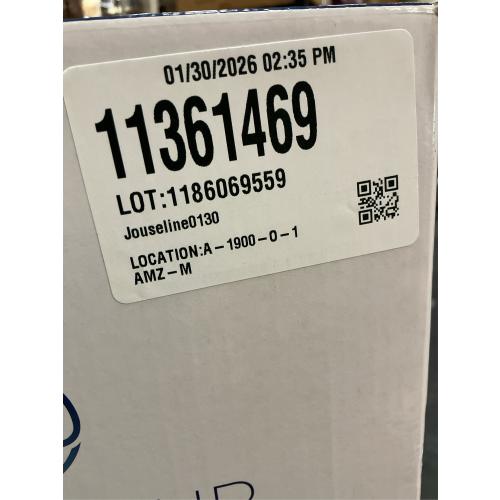 01/30/2026 02:35 PM
11361469
LOT:1186069559
Jouseline0130
LOCATION:A-1900-0-1
AMZ-M